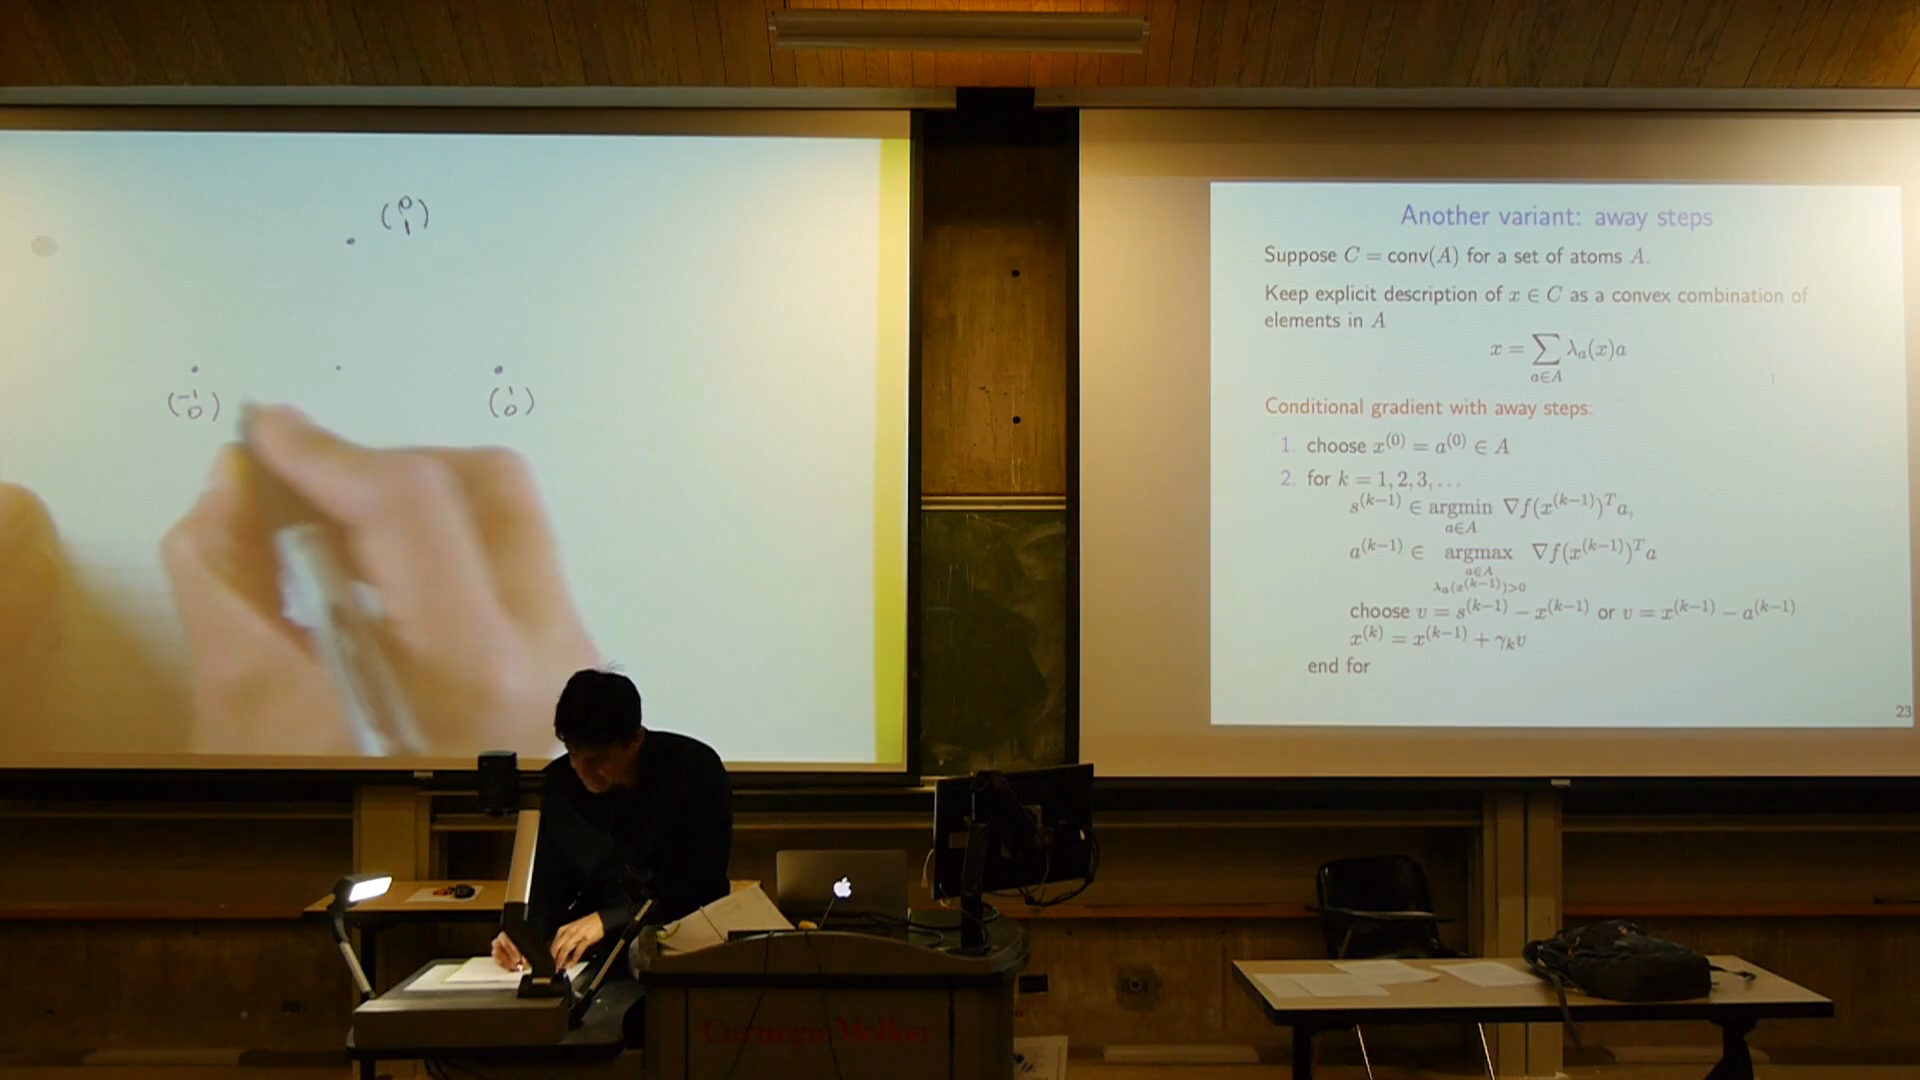 (0
1)
(-1
0)
(1
0)
Another variant: away steps
Suppose C = conv(A) for a set of atoms A.
Keep explicit description of x ∈ C as a convex combination of
elements in A
x = ∑ λₐ(x)a
a∈A
Conditional gradient with away steps:
1. choose x⁽⁰⁾ = a⁽⁰⁾ ∈ A
2. for k = 1, 2, 3, . . .
s⁽ᵏ⁻¹⁾ ∈ argmin ∇f(x⁽ᵏ⁻¹⁾)ᵀa,
a∈A
a⁽ᵏ⁻¹⁾ ∈ argmax ∇f(x⁽ᵏ⁻¹⁾)ᵀa
a∈A
λₐ(x⁽ᵏ⁻¹⁾)>0
choose v = s⁽ᵏ⁻¹⁾ − x⁽ᵏ⁻¹⁾ or v = x⁽ᵏ⁻¹⁾ − a⁽ᵏ⁻¹⁾
x⁽ᵏ⁾ = x⁽ᵏ⁻¹⁾ + γₖv
end for
23
Carnegie Mellon